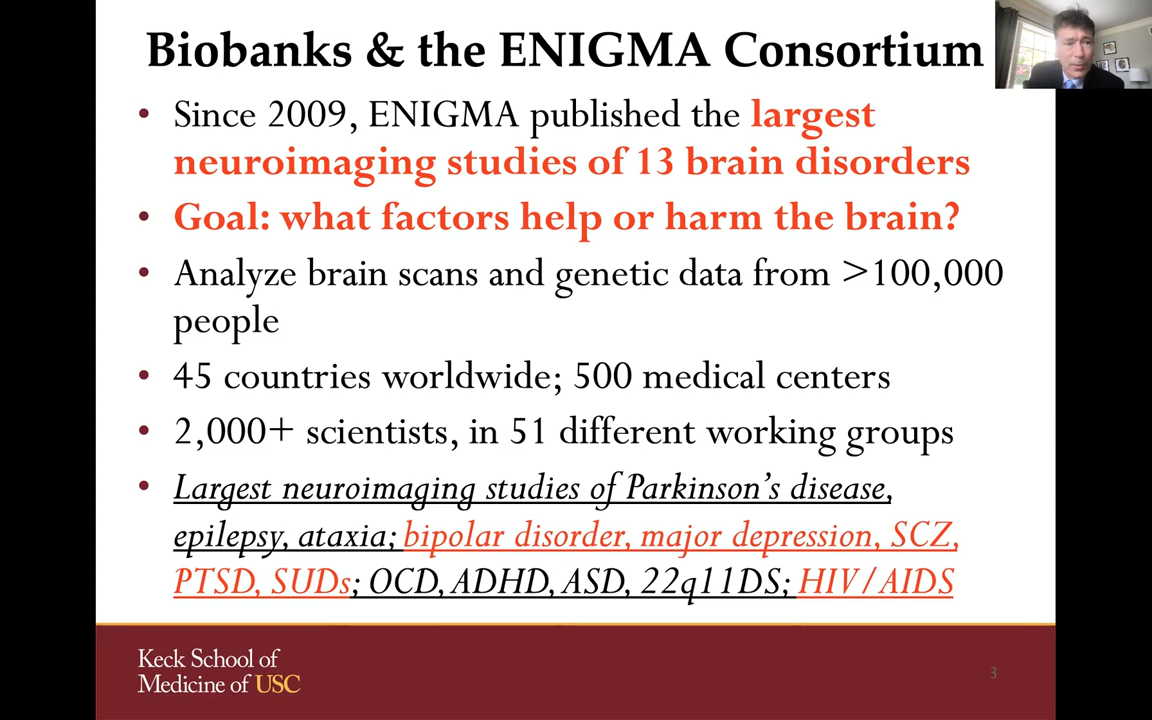 Biobanks & the ENIGMA Consortium
• Since 2009, ENIGMA published the largest
neuroimaging studies of 13 brain disorders
• Goal: what factors help or harm the brain?
• Analyze brain scans and genetic data from >100,000
people
• 45 countries worldwide; 500 medical centers
• 2,000+ scientists, in 51 different working groups
• Largest neuroimaging studies of Parkinson's disease,
epilepsy, ataxia; bipolar disorder, major depression, SCZ,
PTSD, SUDs; OCD, ADHD, ASD, 22q11DS; HIV/AIDS
Keck School of
Medicine of USC
3